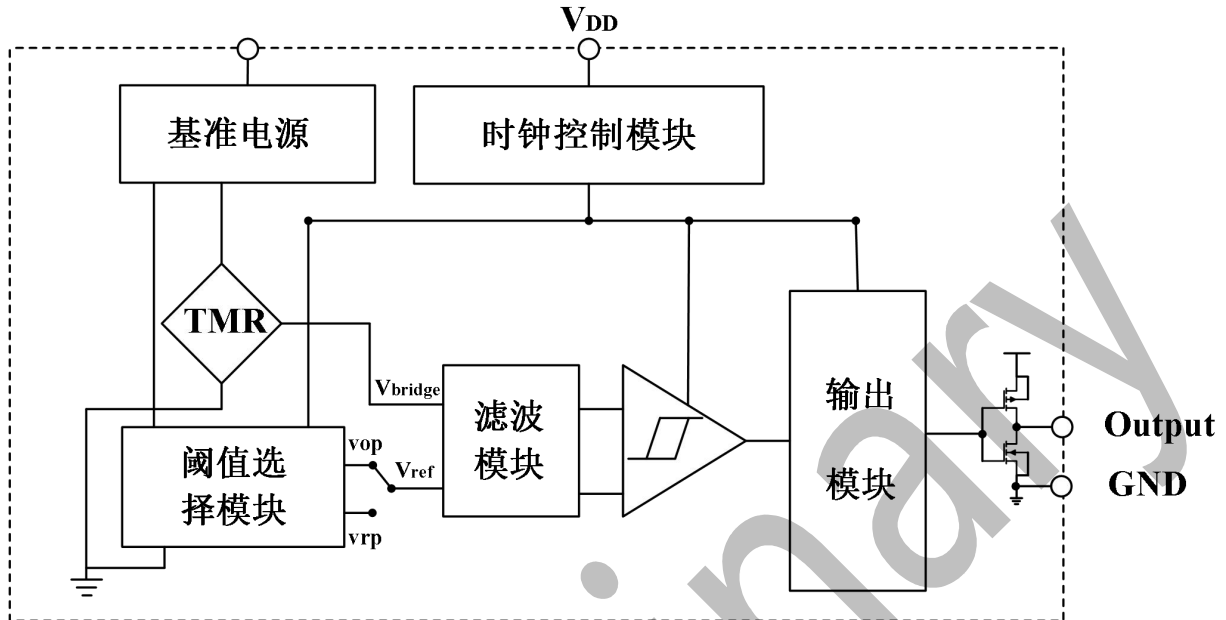 VDD
基准电源
时钟控制模块
TMR
Vbridge
滤波
模块
输出
模块
阈值选
择模块
vop
Vref
vrp
Output
GND
inary